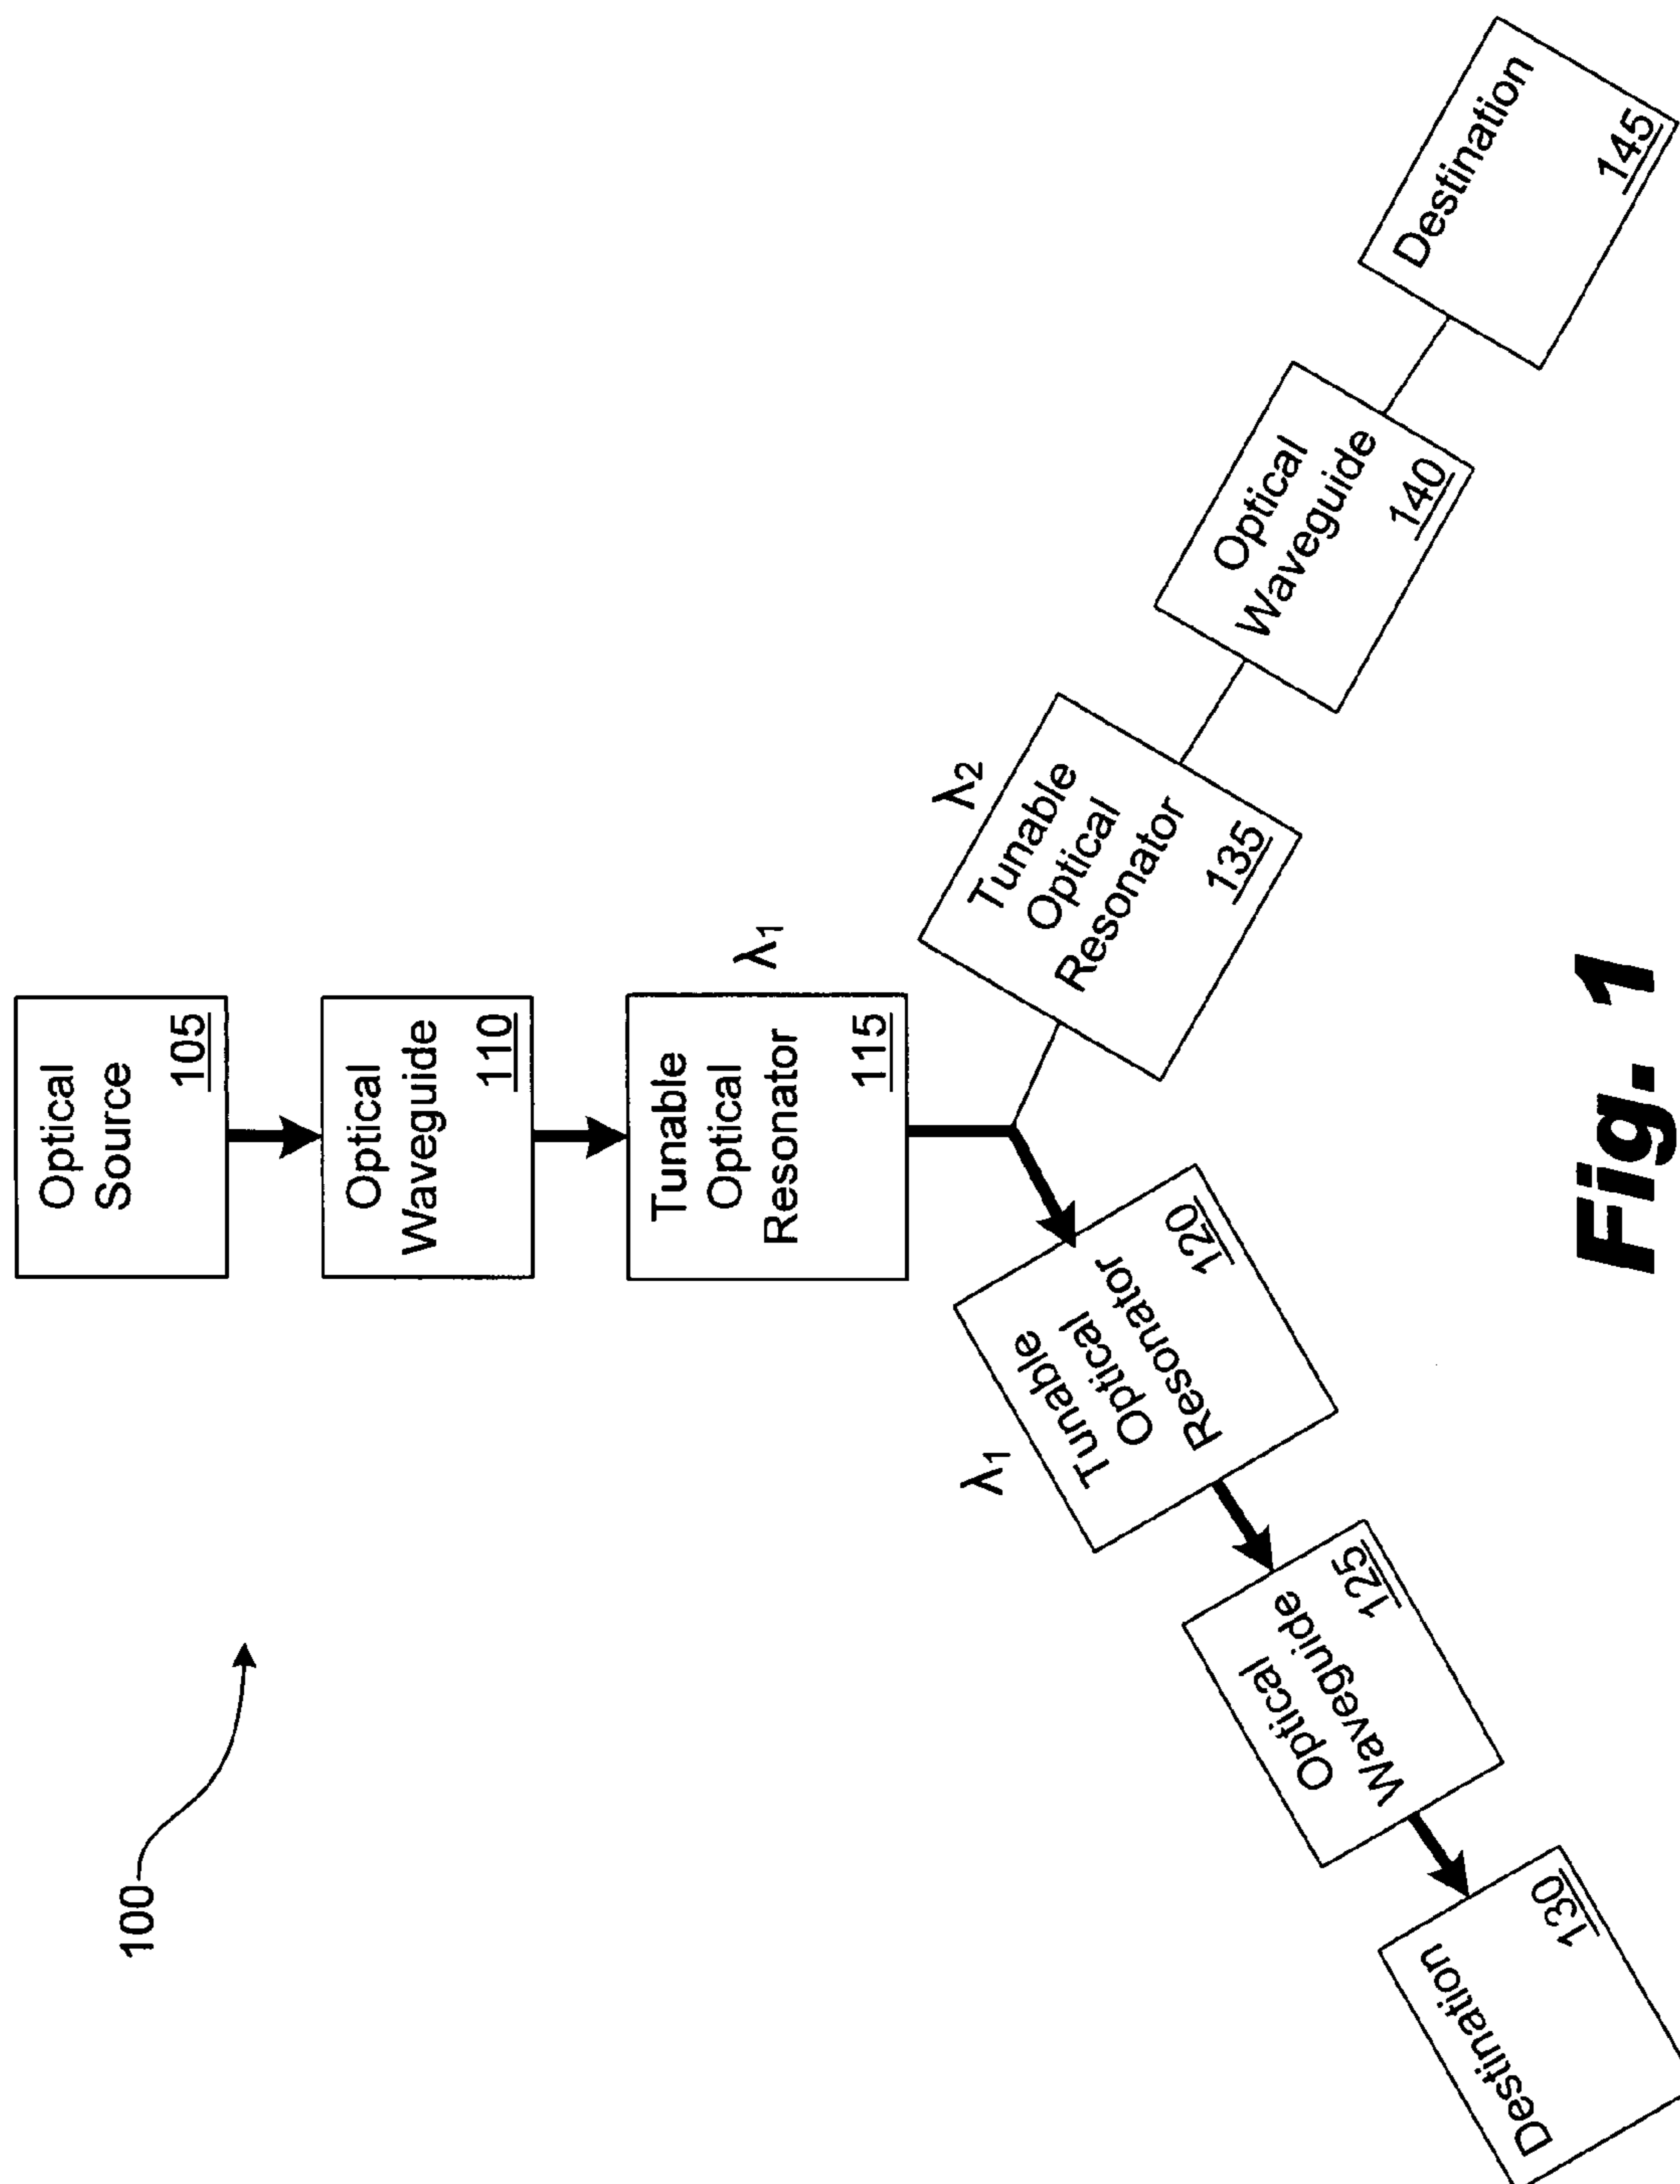 100
Optical
Source
105
Optical
Waveguide
110
Tunable
Optical
Resonator
115
λ1
λ1
Tunable
Optical
Resonator
120
Optical
Waveguide
125
Destination
130
λ2
Tunable
Optical
Resonator
135
Optical
Waveguide
140
Destination
145
Fig. 1